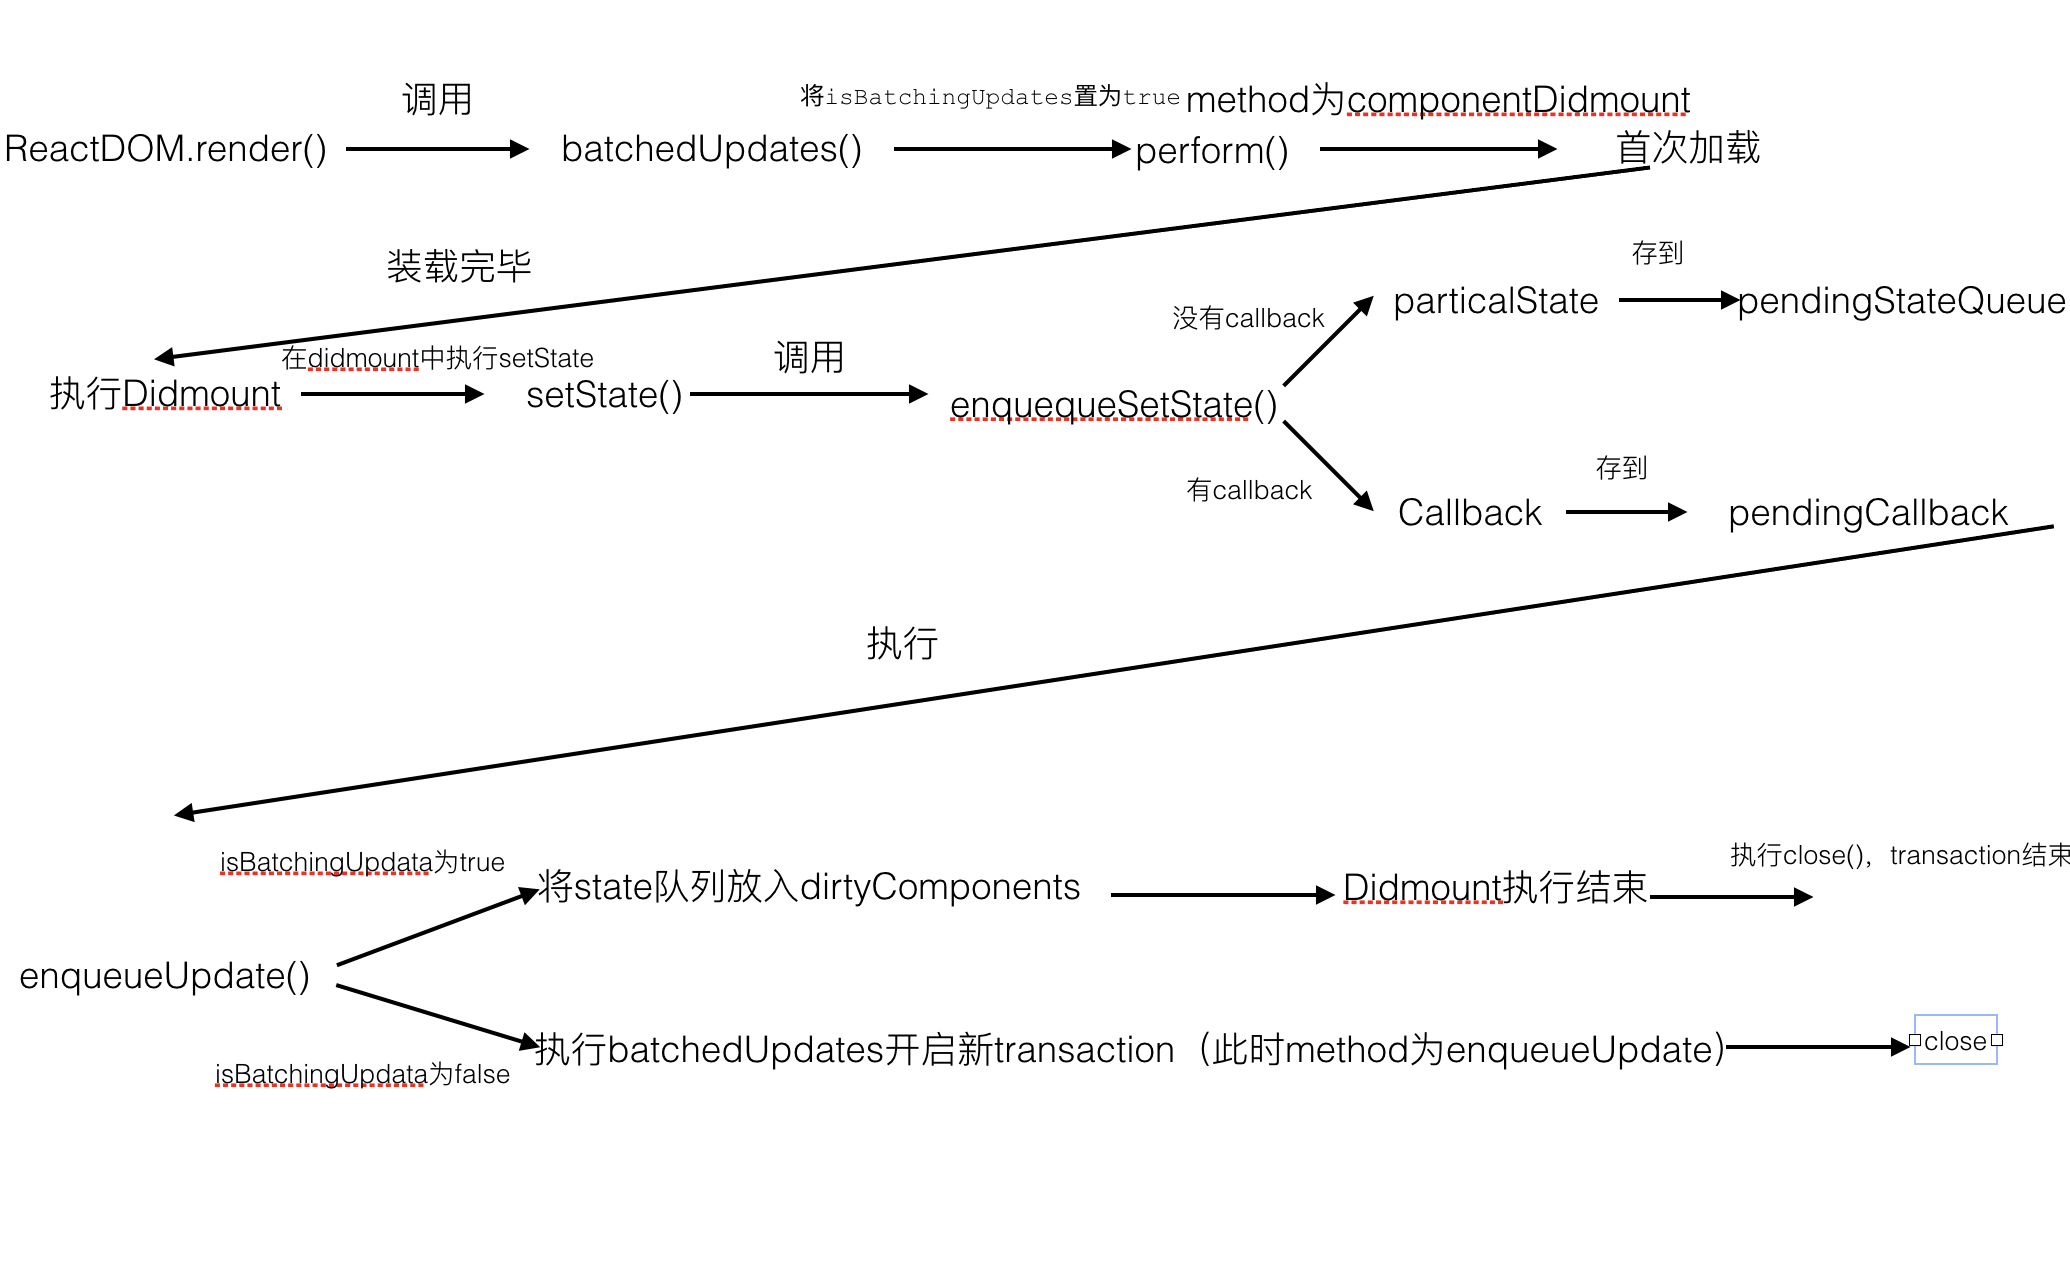 调用
将isBatchingUpdates置为true
method为componentDidmount
ReactDOM.render()
batchedUpdates()
perform()
首次加载
装载完毕
存到
没有callback
particalState
pendingStateQueue
在didmount中执行setState
调用
执行Didmount
setState()
enquequeSetState()
有callback
存到
Callback
pendingCallback
执行
isBatchingUpdata为true
将state队列放入dirtyComponents
Didmount执行结束
执行close()，transaction结束
enqueueUpdate()
执行batchedUpdates开启新transaction（此时method为enqueueUpdate)
close
isBatchingUpdata为false